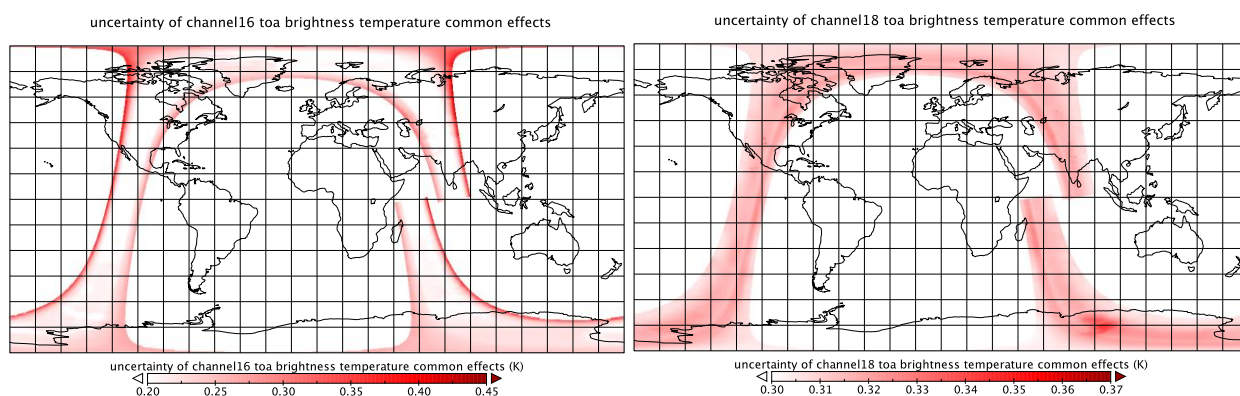 uncertainty of channel16 toa brightness temperature common effects
uncertainty of channel16 toa brightness temperature common effects (K)
0.20 0.25 0.30 0.35 0.40 0.45
uncertainty of channel18 toa brightness temperature common effects
uncertainty of channel18 toa brightness temperature common effects (K)
0.30 0.31 0.32 0.33 0.34 0.35 0.36 0.37